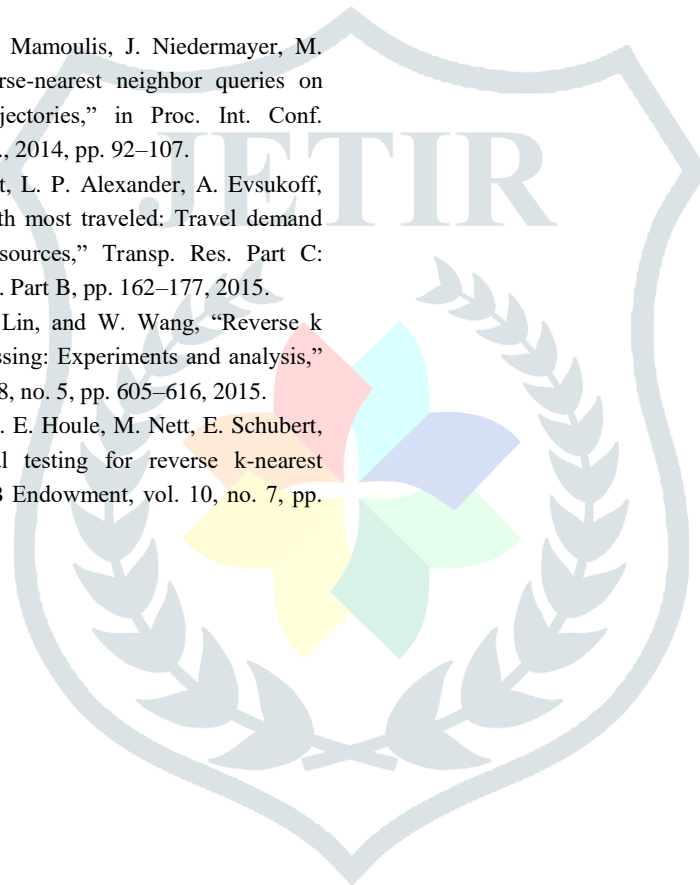 Mamoulis, J. Niedermayer, M.
rse-nearest neighbor queries on
jectories,” in Proc. Int. Conf.
., 2014, pp. 92–107.
JETIR
t, L. P. Alexander, A. Evsukoff,
th most traveled: Travel demand
sources,” Transp. Res. Part C:
. Part B, pp. 162–177, 2015.
Lin, and W. Wang, “Reverse k
ssing: Experiments and analysis,”
8, no. 5, pp. 605–616, 2015.
. E. Houle, M. Nett, E. Schubert,
l testing for reverse k-nearest
Endowment, vol. 10, no. 7, pp.